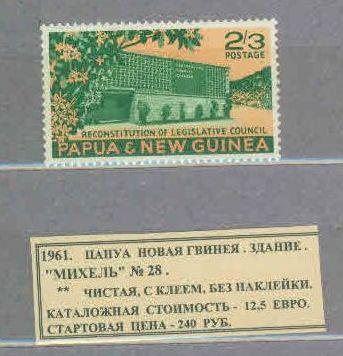 2/3
POSTAGE
RECONSTITUTION OF LEGISLATIVE COUNCIL
PAPUA & NEW GUINEA
1961. ПАПУА НОВАЯ ГВИНЕЯ . ЗДАНИЕ .
"МИХЕЛЬ" № 28 .
** ЧИСТАЯ, С КЛЕЕМ, БЕЗ НАКЛЕЙКИ.
КАТАЛОЖНАЯ СТОИМОСТЬ - 12,5 ЕВРО.
СТАРТОВАЯ ЦЕНА - 240 РУБ.